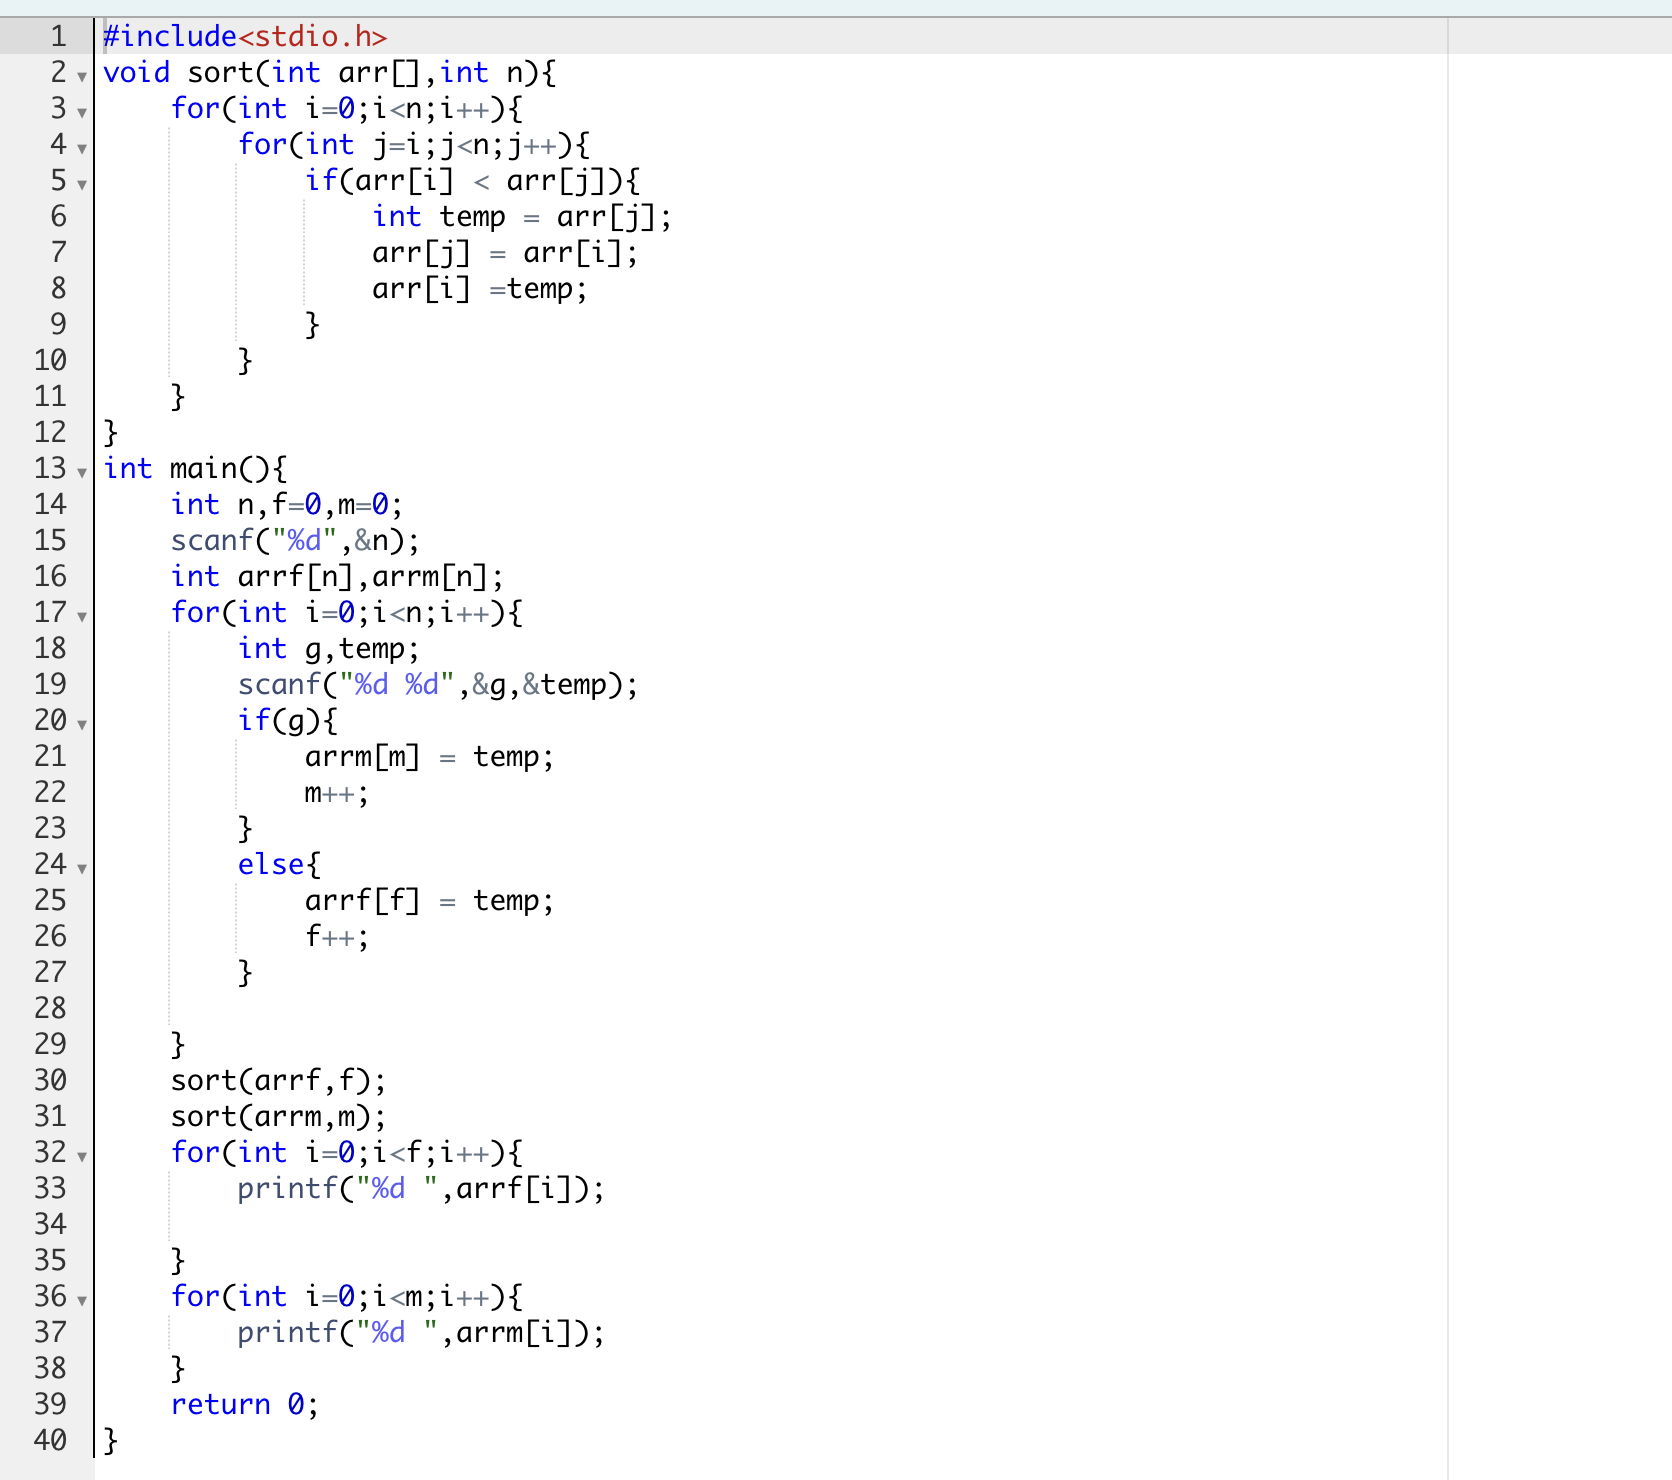 1 #include<stdio.h>
2 void sort(int arr[],int n){
3     for(int i=0;i<n;i++){
4         for(int j=i;j<n;j++){
5             if(arr[i] < arr[j]){
6                 int temp = arr[j];
7                 arr[j] = arr[i];
8                 arr[i] =temp;
9             }
10         }
11     }
12 }
13 int main(){
14     int n,f=0,m=0;
15     scanf("%d",&n);
16     int arrf[n],arrm[n];
17     for(int i=0;i<n;i++){
18         int g,temp;
19         scanf("%d %d",&g,&temp);
20         if(g){
21             arrm[m] = temp;
22             m++;
23         }
24         else{
25             arrf[f] = temp;
26             f++;
27         }
28
29     }
30     sort(arrf,f);
31     sort(arrm,m);
32     for(int i=0;i<f;i++){
33         printf("%d ",arrf[i]);
34
35     }
36     for(int i=0;i<m;i++){
37         printf("%d ",arrm[i]);
38     }
39     return 0;
40 }